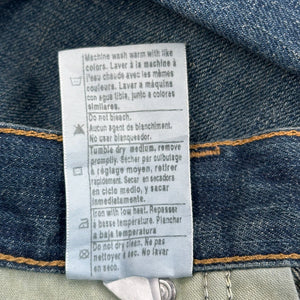 Machine wash warm with like
colors. Laver à la machine à
l'eau chaude avec les mêmes
couleurs. Lavar a maquina
con agua tibia, junto a colores
similares.
Do not bleach.
Aucun agent de blanchiment.
No usar blanqueador.
Tumble dry medium, remove
promptly. Sécher par culbutage
à réglage moyen, retirer
rapidement. Secar en secadora
en ciclo medio, y sacar
inmediatamente.
Iron with low heat. Repasser
à basse température. Planchar
a baja temperatura
Do not dry clean. Ne pas
nettoyer à sec. No lavar
en seco.